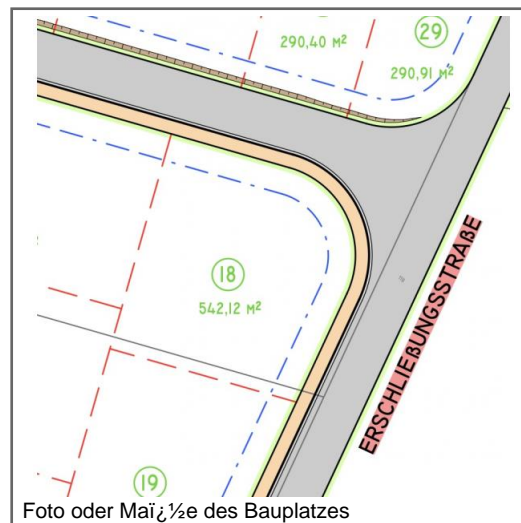 29
290,40 M²
290,91 M²
18
542,12 M²
ERSCHLIEßUNGSSTRAßE
19
Foto oder Maï¿½e des Bauplatzes